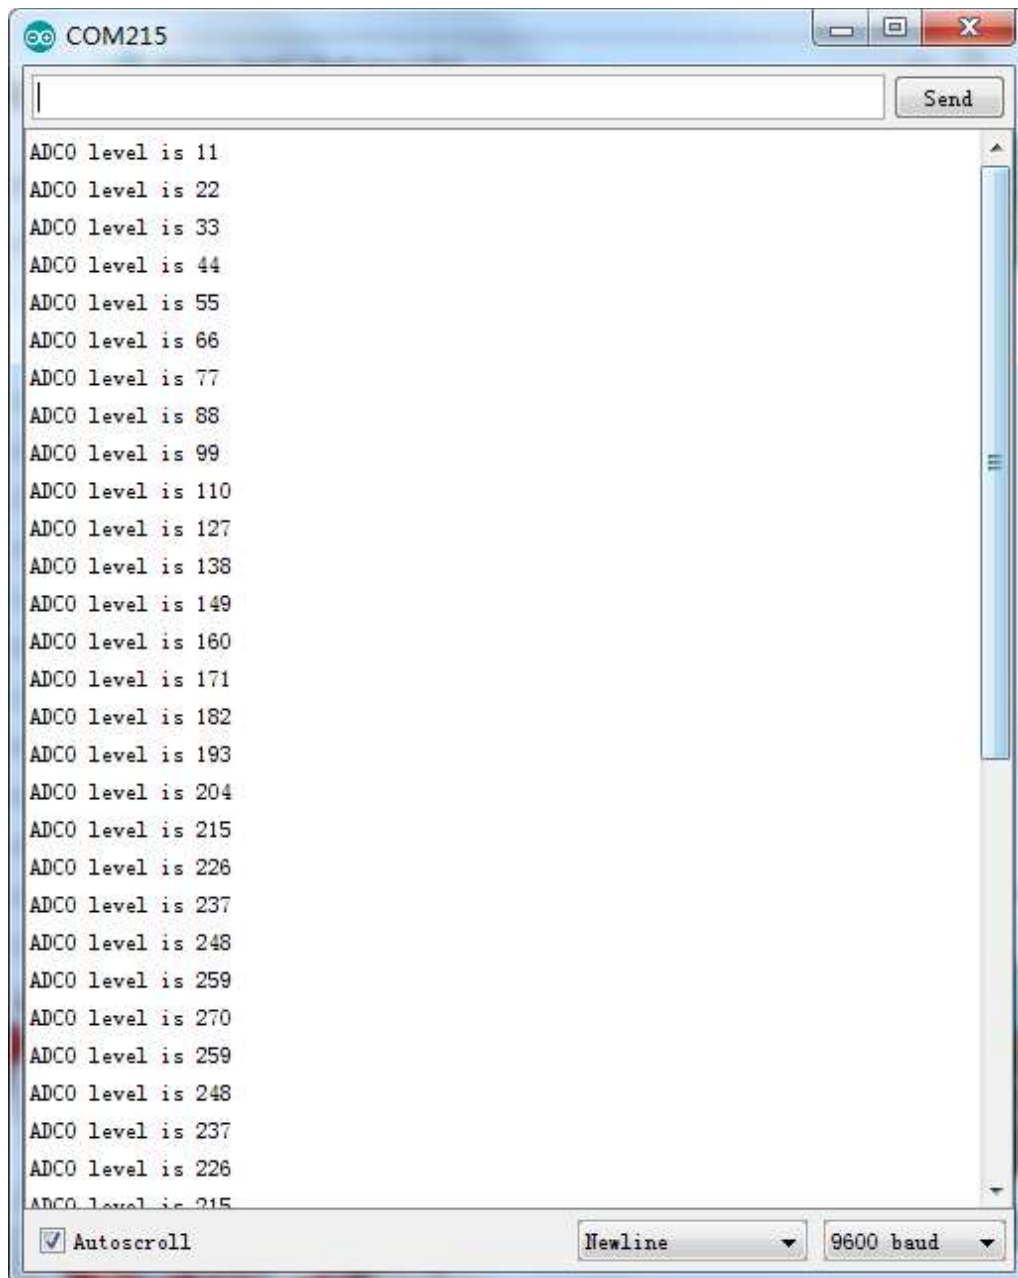 COM215
Send
ADC0 level is 11
ADC0 level is 22
ADC0 level is 33
ADC0 level is 44
ADC0 level is 55
ADC0 level is 66
ADC0 level is 77
ADC0 level is 88
ADC0 level is 99
ADC0 level is 110
ADC0 level is 127
ADC0 level is 138
ADC0 level is 149
ADC0 level is 160
ADC0 level is 171
ADC0 level is 182
ADC0 level is 193
ADC0 level is 204
ADC0 level is 215
ADC0 level is 226
ADC0 level is 237
ADC0 level is 248
ADC0 level is 259
ADC0 level is 270
ADC0 level is 259
ADC0 level is 248
ADC0 level is 237
ADC0 level is 226
ADC0 level is 215
Autoscroll
Newline
9600 baud